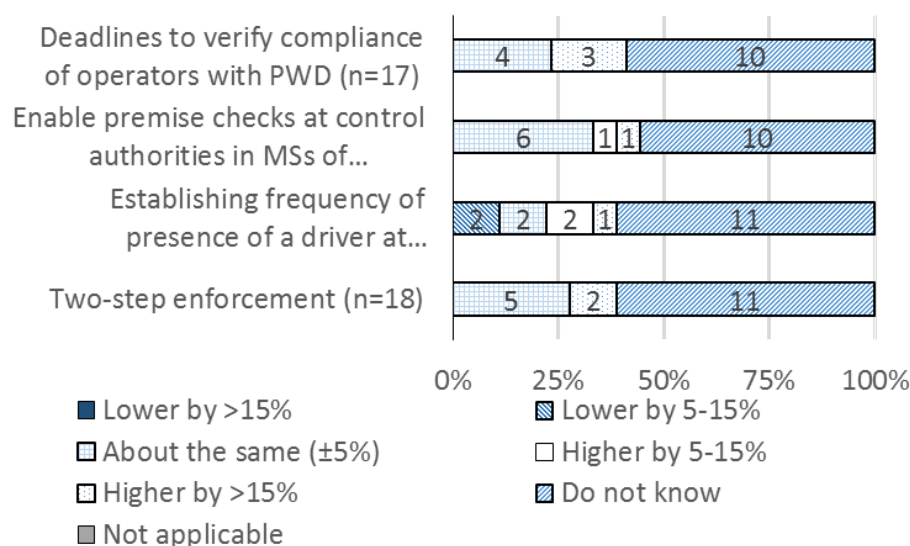 Deadlines to verify compliance
of operators with PWD (n=17)
4 3 10
Enable premise checks at control
authorities in MSs of...
6 1 1 10
Establishing frequency of
presence of a driver at...
2 2 2 1 11
Two-step enforcement (n=18)
5 2 11
0% 25% 50% 75% 100%
Lower by >15% Lower by 5-15%
About the same (±5%) Higher by 5-15%
Higher by >15% Do not know
Not applicable